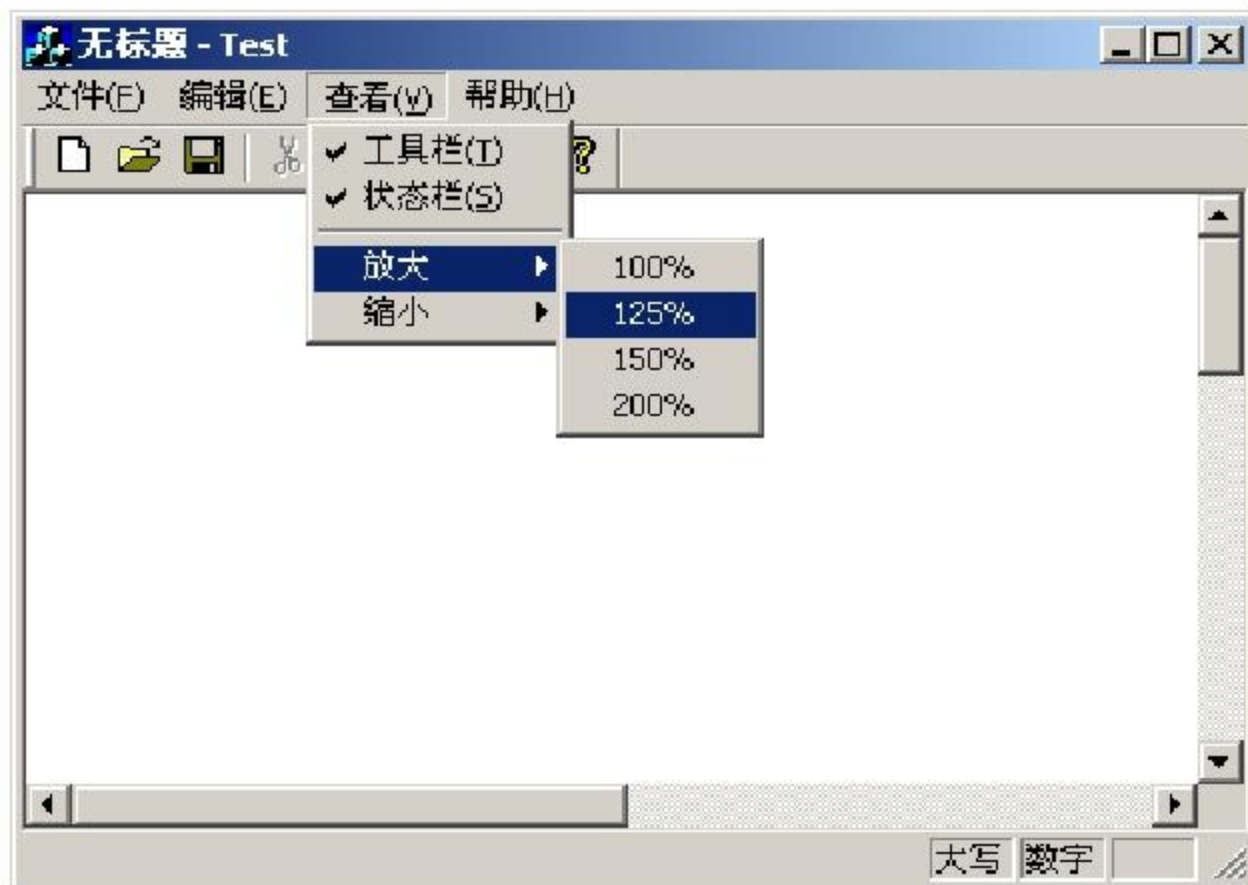 无标题 - Test
文件(F) 编辑(E) 查看(V) 帮助(H)
工具栏(T)
状态栏(S)
放大
缩小
100%
125%
150%
200%
大写 数字